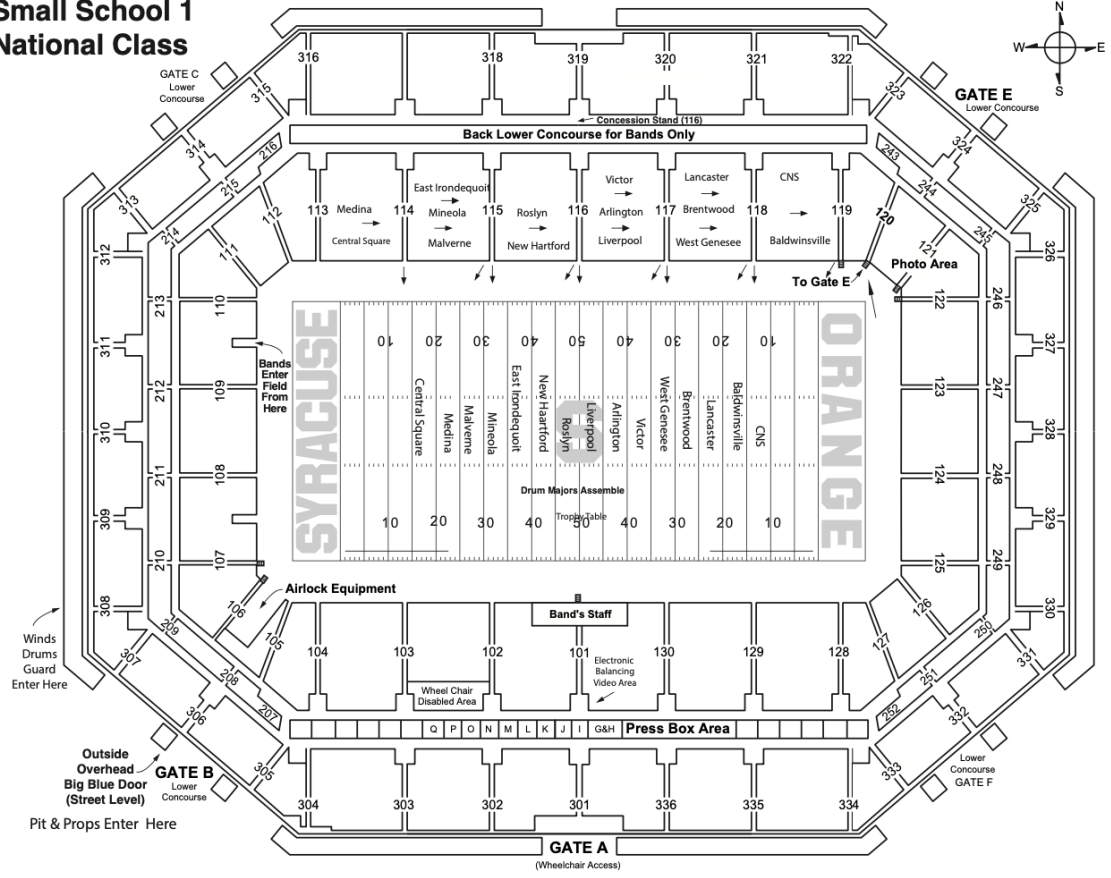 Small School 1
National Class
N
W
E
S
GATE C
Lower
Concourse
GATE E
Lower Concourse
316
318
319
320
321
322
315
323
314
324
313
325
Concession Stand (116)
Back Lower Concourse for Bands Only
216
243
215
244
214
245
312
326
112
113
114
115
116
117
118
119
120
111
121
East Irondequoit
Victor
Lancaster
CNS
Medina
Mineola
Roslyn
Arlington
Brentwood
Central Square
Malverne
New Hartford
Liverpool
West Genesee
Baldwinsville
To Gate E
Photo Area
213
110
122
246
311
327
Bands
Enter
Field
From
Here
212
109
123
247
310
328
211
108
124
248
309
329
210
107
125
249
308
330
SYRACUSE
ORANGE
10
20
30
40
50
40
30
20
10
Central Square
Medina
Malverne
Mineola
East Irondequoit
New Haartford
Roslyn
Liverpool
Arlington
Victor
West Genesee
Brentwood
Lancaster
Baldwinsville
CNS
S
Drum Majors Assemble
Trophy Table
10
20
30
40
50
40
30
20
10
Airlock Equipment
Band's Staff
106
105
104
103
102
101
130
129
128
127
126
Electronic
Balancing
Video Area
Wheel Chair
Disabled Area
Winds
Drums
Guard
Enter Here
209
208
207
250
251
252
Q P O N M L K J I G&H Press Box Area
307
306
305
331
332
333
Outside
Overhead
Big Blue Door
(Street Level)
GATE B
Lower
Concourse
Pit & Props Enter Here
Lower
Concourse
GATE F
304
303
302
301
336
335
334
GATE A
(Wheelchair Access)